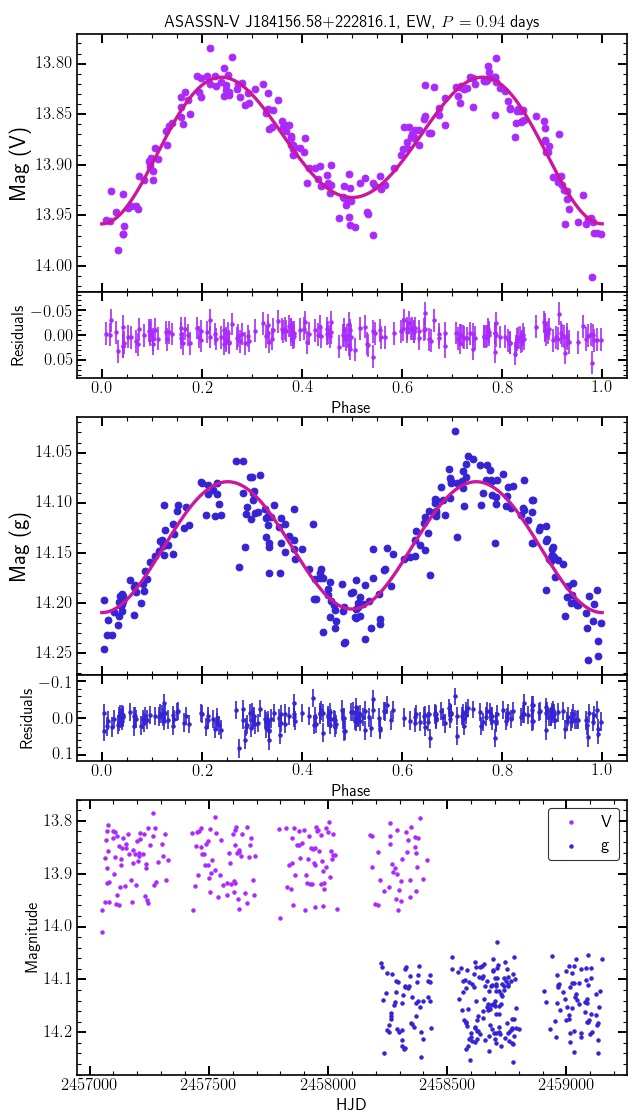 ASASSN-V J184156.58+222816.1, EW, P = 0.94 days
13.80
13.85
13.90
13.95
14.00
Mag (V)
−0.05
0.00
0.05
Residuals
0.0 0.2 0.4 0.6 0.8 1.0
Phase
14.05
14.10
14.15
14.20
14.25
Mag (g)
−0.1
0.0
0.1
Residuals
0.0 0.2 0.4 0.6 0.8 1.0
Phase
V
g
13.8
13.9
14.0
14.1
14.2
Magnitude
2457000 2457500 2458000 2458500 2459000
HJD